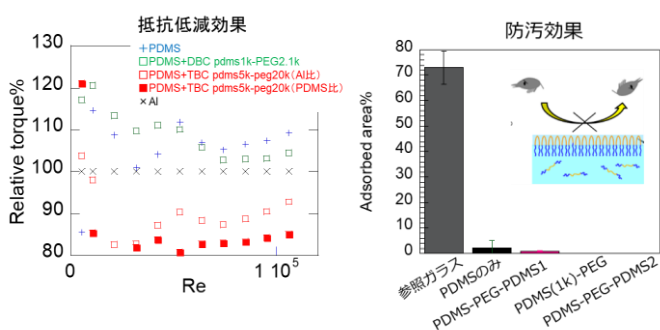 抵抗低減効果
130
120
110
100
90
80
Relative torque%
+PDMS
□PDMS+DBC pdms1k-PEG2.1k
□PDMS+TBC pdms5k-peg20k(Al比)
■PDMS+TBC pdms5k-peg20k(PDMS比)
×Al
0
1 10⁵
Re
防汚効果
80
70
60
50
40
30
20
10
0
Adsorbed area%
参照ガラス
PDMSのみ
PDMS-PEG-PDMS1
PDMS(1k)-PEG
PDMS-PEG-PDMS2